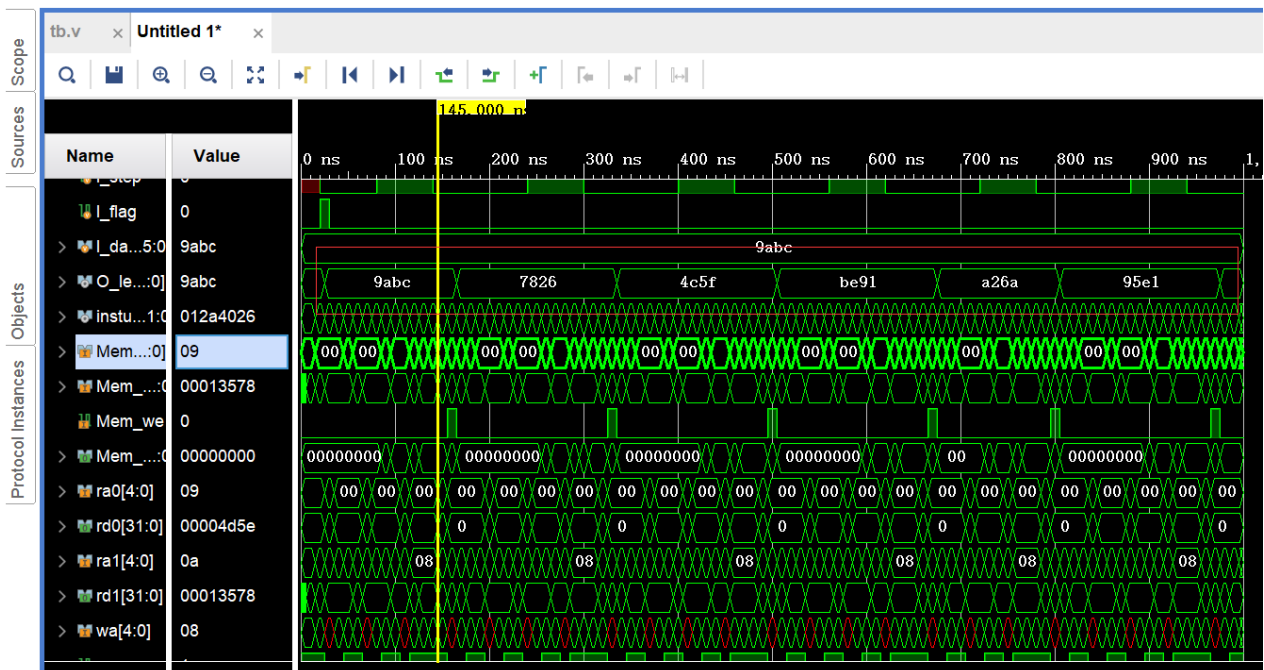 tb.v × Untitled 1* ×
Scope
Sources
Objects
Protocol Instances
145.000 ns
Name Value
0 ns 100 ns 200 ns 300 ns 400 ns 500 ns 600 ns 700 ns 800 ns 900 ns 1,
I_step 0
I_flag 0
I_da...5:0 9abc 9abc
O_le...:0] 9abc 9abc 7826 4c5f be91 a26a 95e1
instu...1:0 012a4026
Mem...:0] 09 00 00 00 00 00 00 00 00 00 00 00
Mem_...:0 00013578
Mem_we 0
Mem_...:0 00000000 00000000 00000000 00000000 00000000 00 00000000
ra0[4:0] 09 00 00 00 00 00 00 00 00 00 00 00 00 00 00 00 00 00 00
rd0[31:0] 00004d5e 0 0 0 0 0 0
ra1[4:0] 0a 08 08 08 08 08 08
rd1[31:0] 00013578
wa[4:0] 08